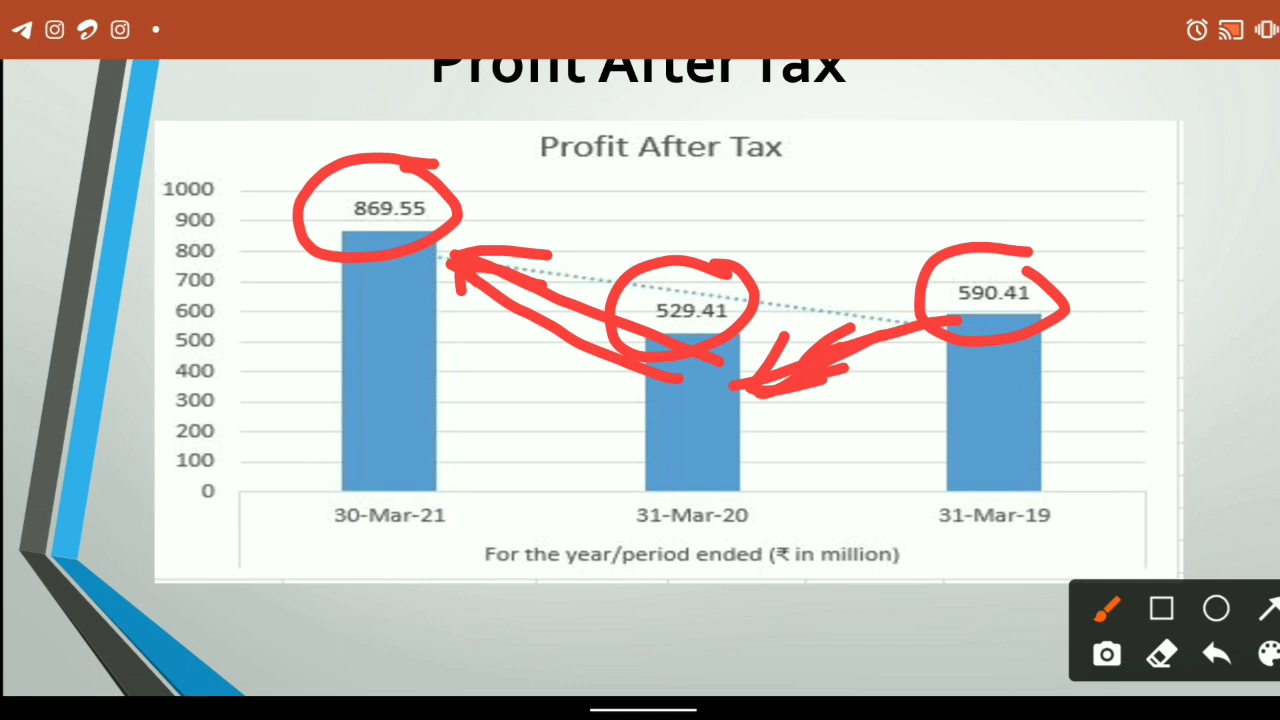 Profit After Tax
Profit After Tax
1000
900
800
700
600
500
400
300
200
100
0
869.55
529.41
590.41
30-Mar-21
31-Mar-20
31-Mar-19
For the year/period ended (₹ in million)